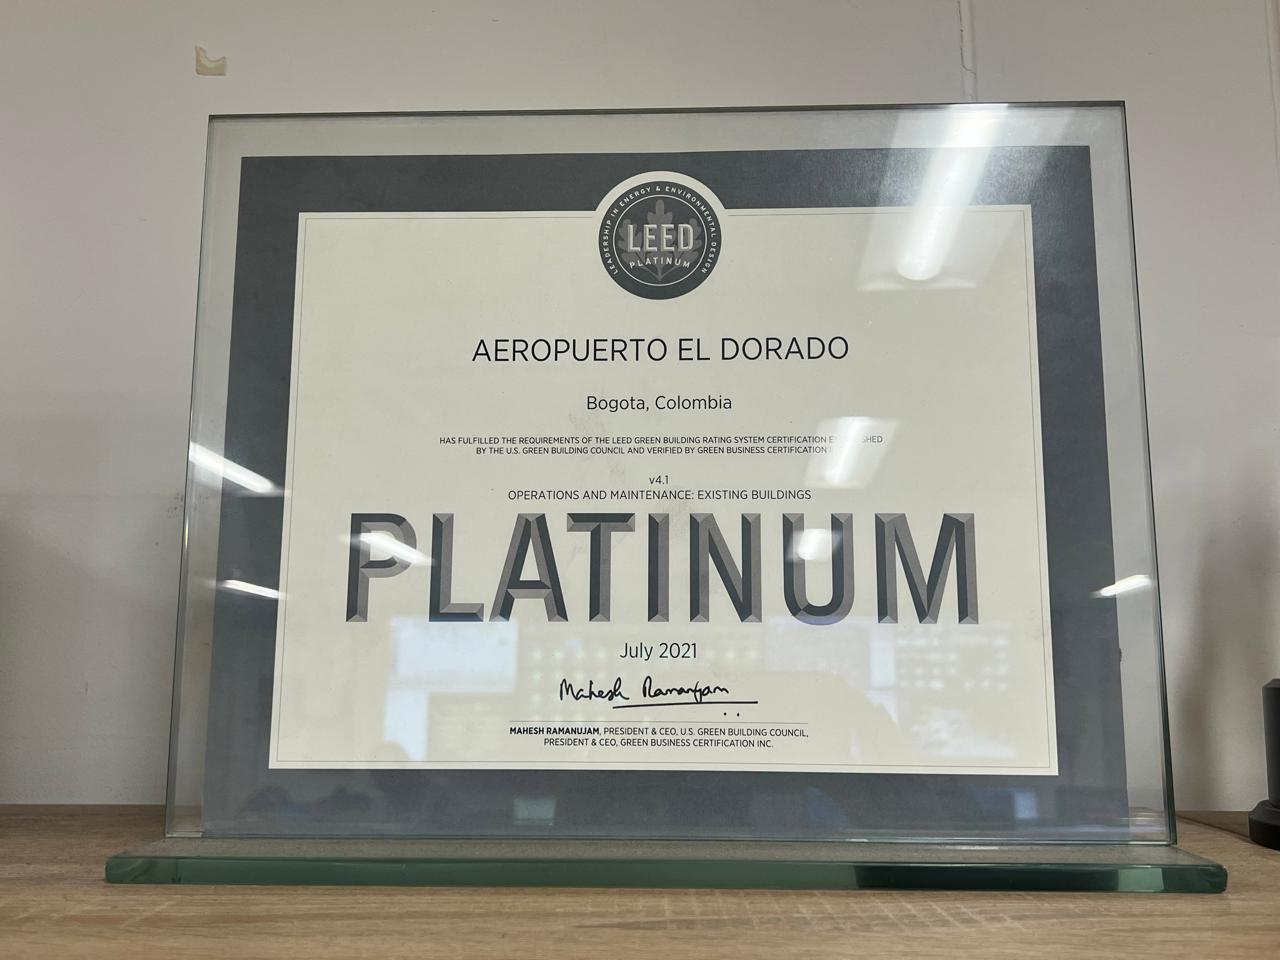 LEADERSHIP IN ENERGY & ENVIRONMENTAL DESIGN
LEED
PLATINUM
AEROPUERTO EL DORADO
Bogota, Colombia
HAS FULFILLED THE REQUIREMENTS OF THE LEED GREEN BUILDING RATING SYSTEM CERTIFICATION
BY THE U.S. GREEN BUILDING COUNCIL AND VERIFIED BY GREEN BUSINESS CERTIFICATION
v4.1
OPERATIONS AND MAINTENANCE: EXISTING BUILDINGS
PLATINUM
July 2021
Mahesh Ramanujam
MAHESH RAMANUJAM, PRESIDENT & CEO, U.S. GREEN BUILDING COUNCIL,
PRESIDENT & CEO, GREEN BUSINESS CERTIFICATION INC.